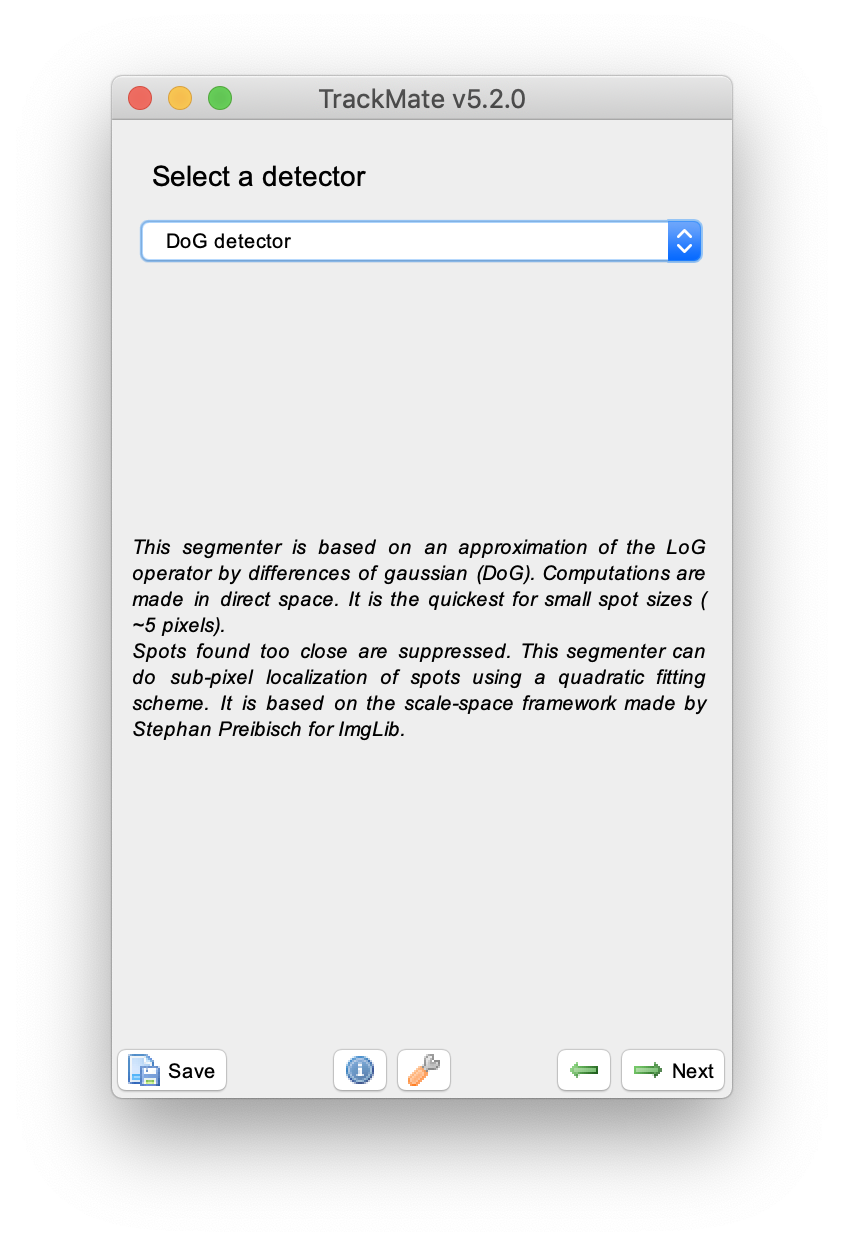 TrackMate v5.2.0
Select a detector
DoG detector
This segmenter is based on an approximation of the LoG
operator by differences of gaussian (DoG). Computations are
made in direct space. It is the quickest for small spot sizes (
~5 pixels).
Spots found too close are suppressed. This segmenter can
do sub-pixel localization of spots using a quadratic fitting
scheme. It is based on the scale-space framework made by
Stephan Preibisch for ImgLib.
Save
Next